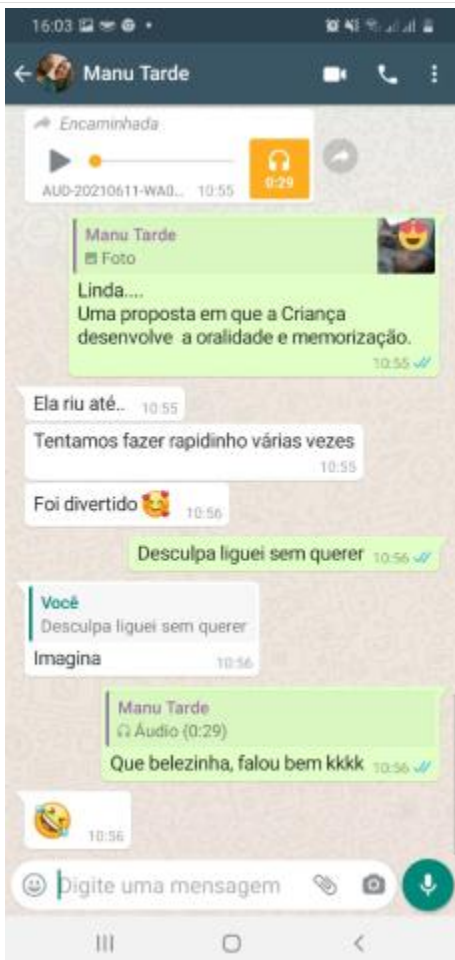 16:03
Manu Tarde
Encaminhada
0:29
AUD-20210611-WA0... 10:55
Manu Tarde
Foto
Linda....
Uma proposta em que a Criança
desenvolve a oralidade e memorização.
10:55
Ela riu até.. 10:55
Tentamos fazer rapidinho várias vezes
10:55
Foi divertido 10:56
Desculpa liguei sem querer 10:56
Você
Desculpa liguei sem querer
Imagina 10:56
Manu Tarde
Áudio (0:29)
Que belezinha, falou bem kkkk 10:56
10:56
Digite uma mensagem